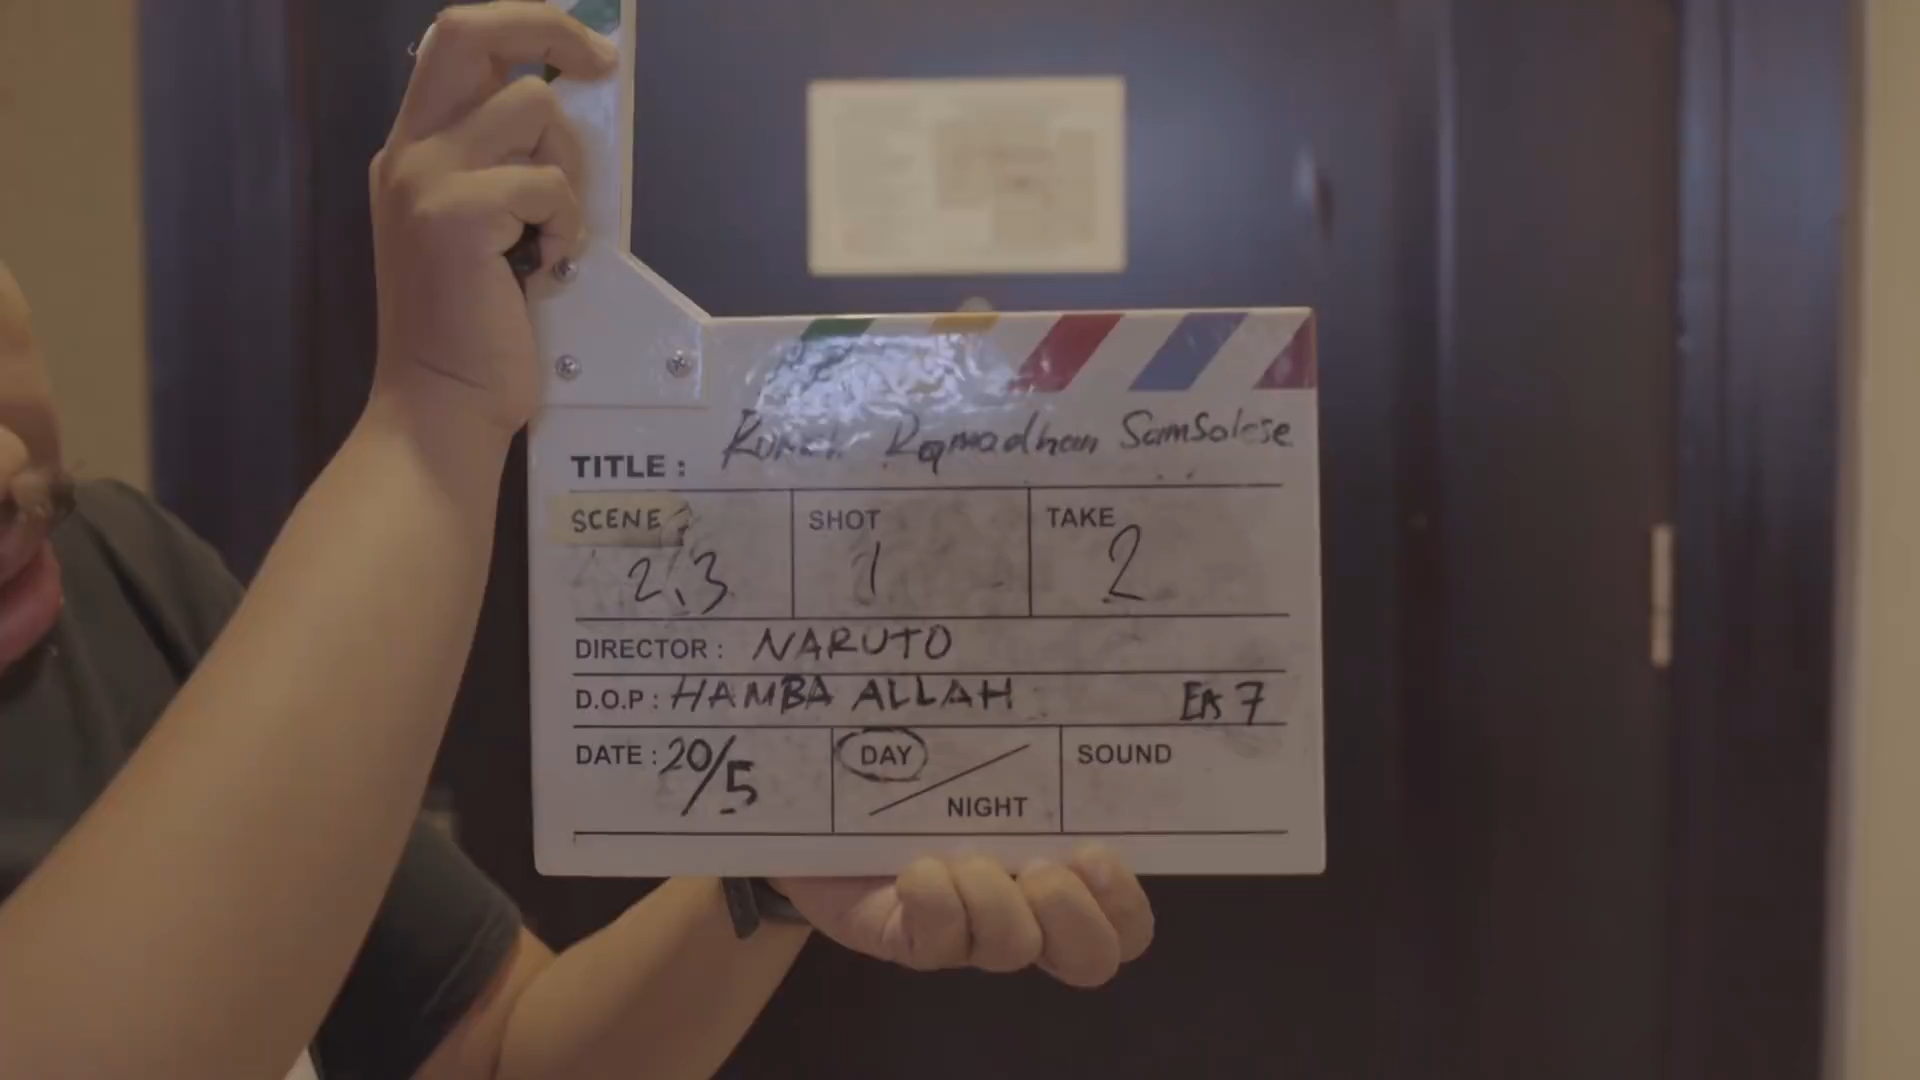 TITLE : Ramadhan Samsolese
SCENE SHOT TAKE
2,3 1 2
DIRECTOR : NARUTO
D.O.P : HAMBA ALLAH EPS 7
DATE : 20/5 DAY / NIGHT SOUND